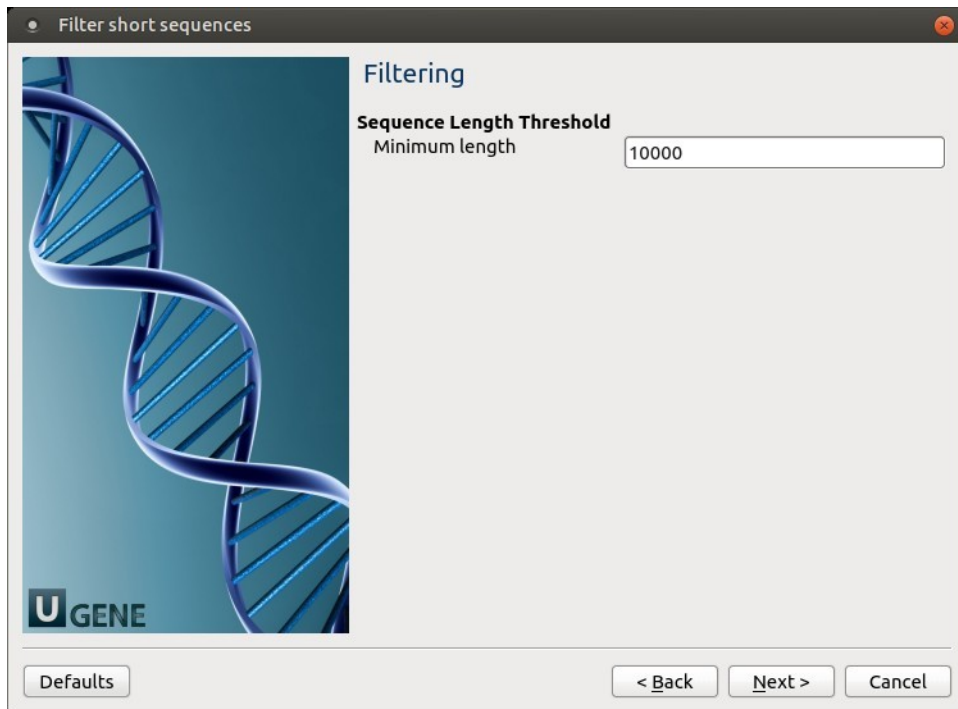 Filter short sequences
Filtering
Sequence Length Threshold
Minimum length
10000
UGENE
Defaults
< Back
Next >
Cancel